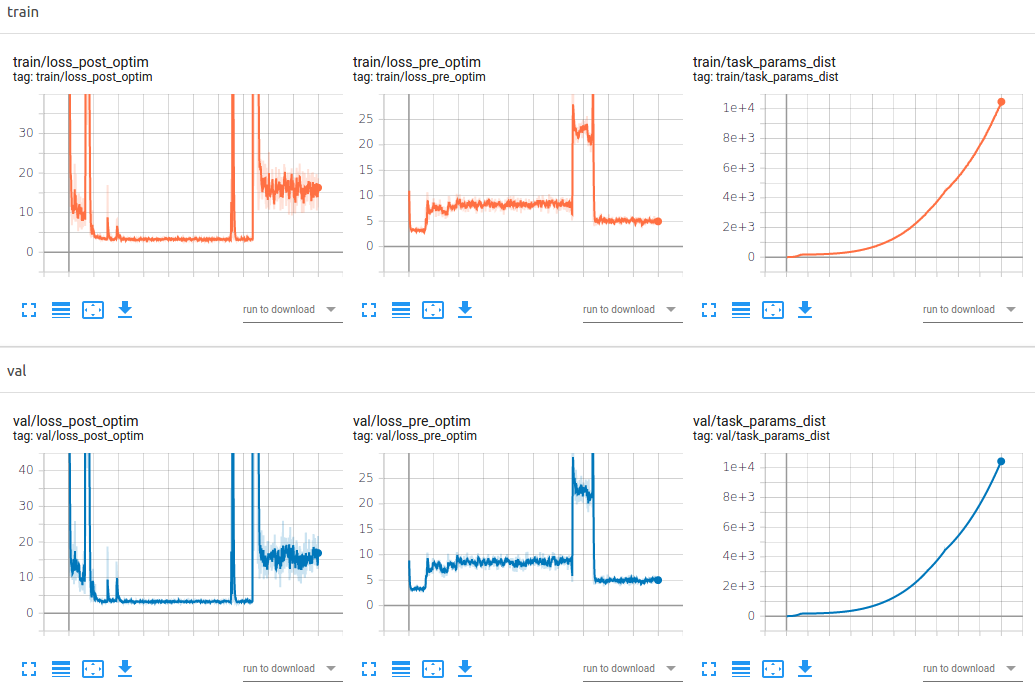 train
train/loss_post_optim
tag: train/loss_post_optim
30
20
10
0
run to download
train/loss_pre_optim
tag: train/loss_pre_optim
25
20
15
10
5
0
run to download
train/task_params_dist
tag: train/task_params_dist
1e+4
8e+3
6e+3
4e+3
2e+3
0
run to download
val
val/loss_post_optim
tag: val/loss_post_optim
40
30
20
10
0
run to download
val/loss_pre_optim
tag: val/loss_pre_optim
25
20
15
10
5
0
run to download
val/task_params_dist
tag: val/task_params_dist
1e+4
8e+3
6e+3
4e+3
2e+3
0
run to download